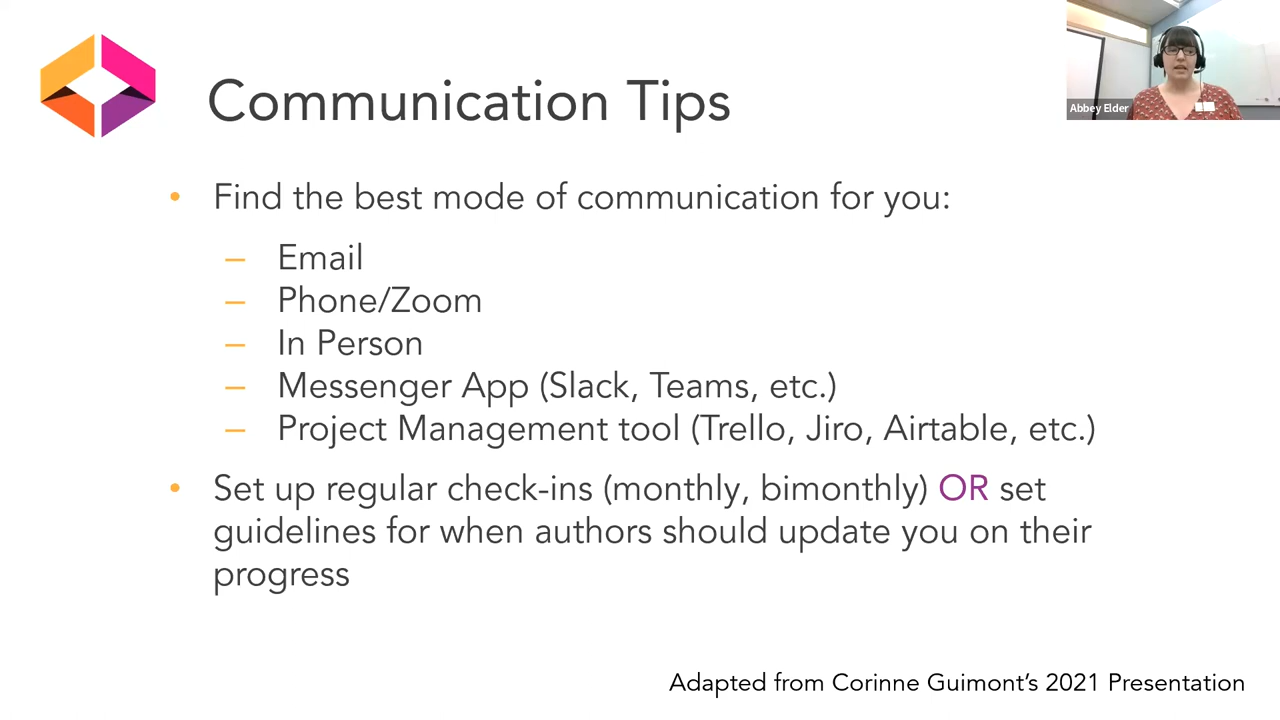 Communication Tips
Abbey Elder
• Find the best mode of communication for you:
– Email
– Phone/Zoom
– In Person
– Messenger App (Slack, Teams, etc.)
– Project Management tool (Trello, Jiro, Airtable, etc.)
• Set up regular check-ins (monthly, bimonthly) OR set
guidelines for when authors should update you on their
progress
Adapted from Corinne Guimont’s 2021 Presentation